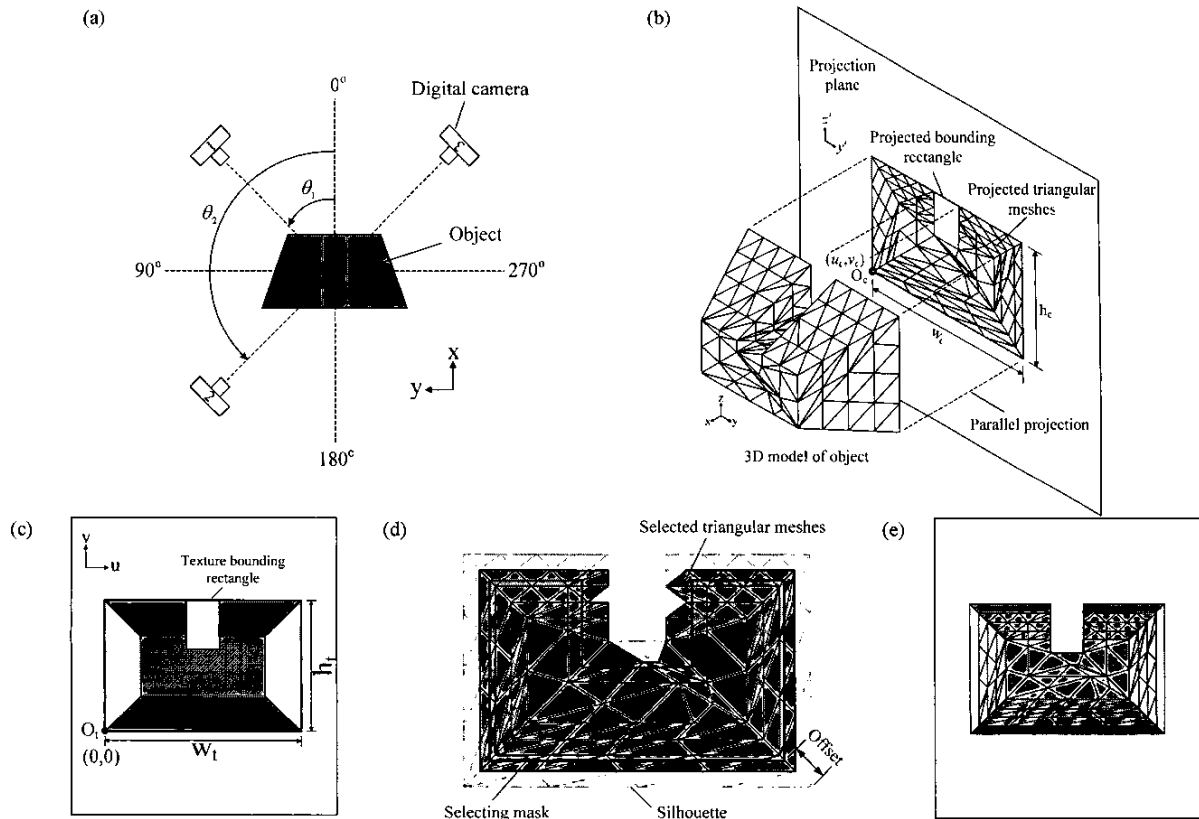 (a)
0°
Digital camera
θ1
θ2
Object
90°
270°
x
y
180°
(b)
Projection
plane
z'
y'
Projected bounding
rectangle
Projected triangular
meshes
(uc,vc)
Oc
hc
wc
z
x
y
Parallel projection
3D model of object
(c)
v
u
Texture bounding
rectangle
ht
Ot
(0,0)
wt
(d)
Selected triangular meshes
Offset
Selecting mask
Silhouette
(e)